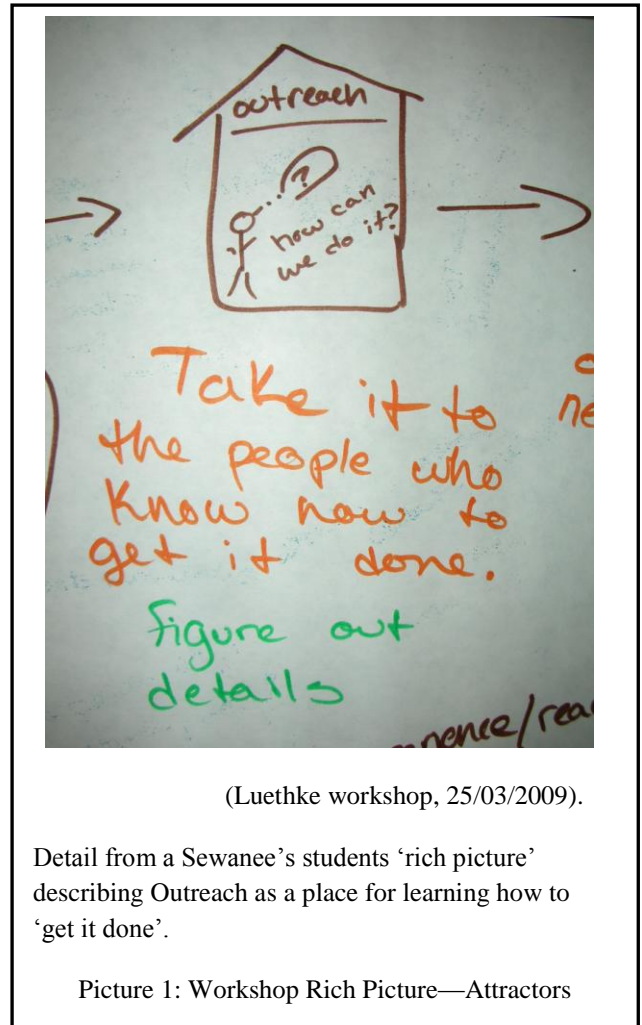 outreach
?
how can
we do it?
Take it to
the people who
know how to
get it done.
figure out
details
ne
(Luethke workshop, 25/03/2009).
Detail from a Sewanee’s students ‘rich picture’
describing Outreach as a place for learning how to
‘get it done’.
Picture 1: Workshop Rich Picture—Attractors